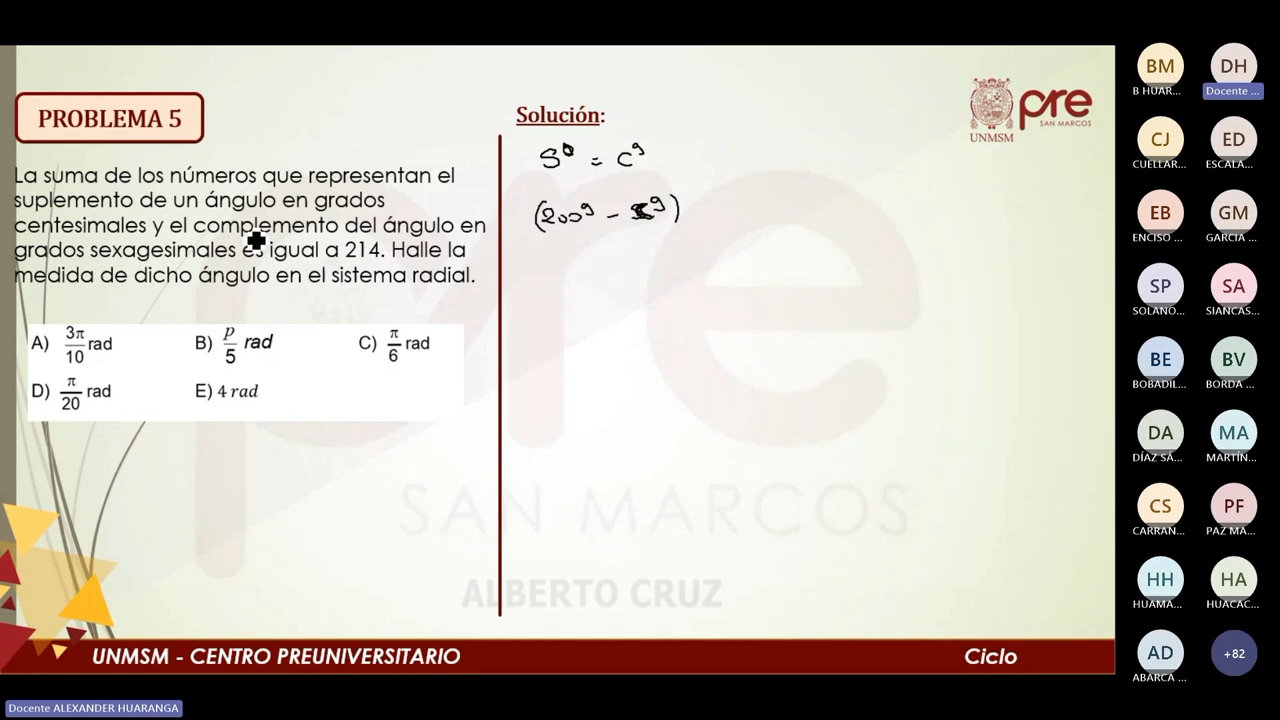 PROBLEMA 5
La suma de los números que representan el
suplemento de un ángulo en grados
centesimales y el complemento del ángulo en
grados sexagesimales es igual a 214. Halle la
medida de dicho ángulo en el sistema radial.
A) 3π/10 rad B) p/5 rad C) π/6 rad
D) π/20 rad E) 4 rad
Solución:
S° = C^g
(200^g - x^g)
UNMSM
pre
SAN MARCOS
pre
SAN MARCOS
ALBERTO CRUZ
UNMSM - CENTRO PREUNIVERSITARIO
Ciclo
BM DH
B HUAR... Docente ...
CJ ED
CUELLAR... ESCALA...
EB GM
ENCISO ... GARCIA ...
SP SA
SOLANO... SIANCAS...
BE BV
BOBADIL... BORDA ...
DA MA
DÍAZ SÁ... MARTÍN...
CS PF
CARRAN... PAZ MA...
HH HA
HUAMA... HUACAC...
AD +82
ABARCA ...
Docente ALEXANDER HUARANGA